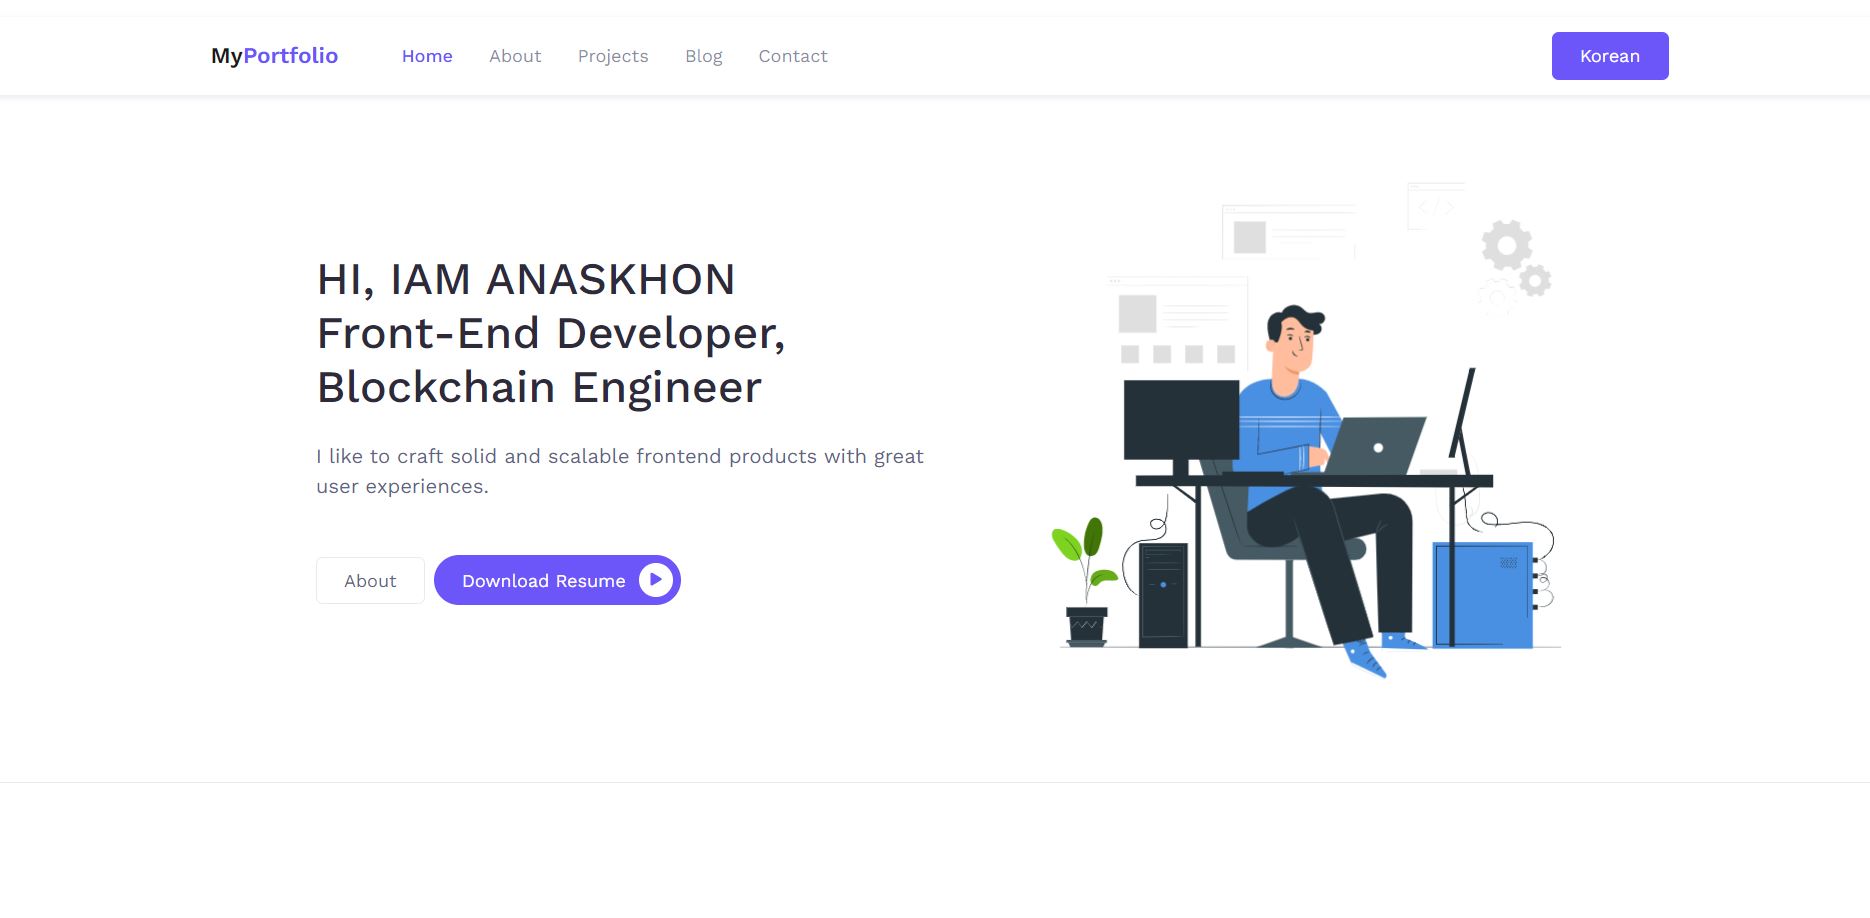 MyPortfolio Home About Projects Blog Contact Korean
HI, IAM ANASKHON
Front-End Developer,
Blockchain Engineer
I like to craft solid and scalable frontend products with great
user experiences.
About Download Resume